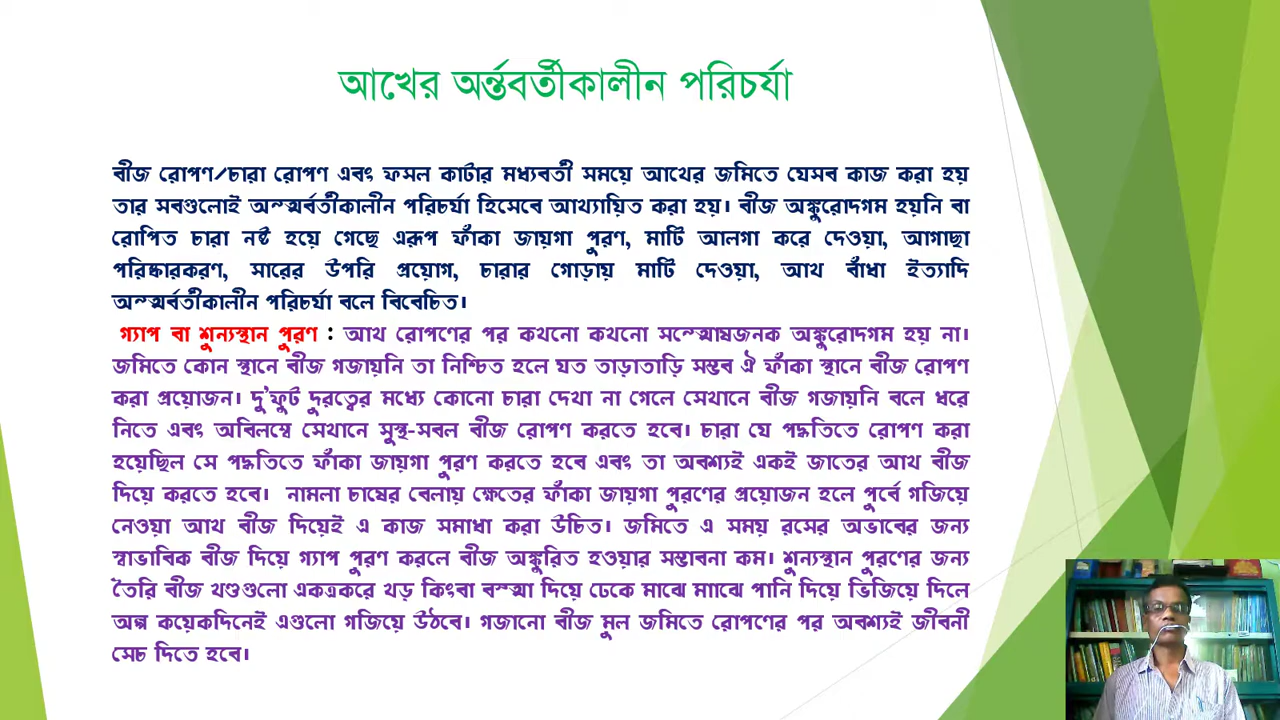 আখের অর্ন্তবর্তীকালীন পরিচর্যা
বীজ রোপণ/চারা রোপণ এবং ফসল কাটার মধ্যবর্তী সময়ে আখের জমিতে যেসব কাজ করা হয়
তার সবগুলোই অন্তঅর্বর্তীকালীন পরিচর্যা হিসেবে আখ্যায়িত করা হয়। বীজ অঙ্কুরোদগম হয়নি বা
রোপিত চারা নষ্ট হয়ে গেছে এরূপ ফাঁকা জায়গা পুরণ, মাটি আলগা করে দেওয়া, আগাছা
পরিষ্কারকরণ, সারের উপরি প্রয়োগ, চারার গোড়ায় মাটি দেওয়া, আখ বাঁধা ইত্যাদি
অন্তঅর্বর্তীকালীন পরিচর্যা বলে বিবেচিত।
গ্যাপ বা শুন্যস্থান পুরণ : আখ রোপণের পর কখনো কখনো সন্তোষজনক অঙ্কুরোদগম হয় না।
জমিতে কোন স্থানে বীজ গজায়নি তা নিশ্চিত হলে যত তাড়াতাড়ি সম্ভব ঐ ফাঁকা স্থানে বীজ রোপণ
করা প্রয়োজন। দু'ফুট দুরত্বের মধ্যে কোনো চারা দেখা না গেলে সেখানে বীজ গজায়নি বলে ধরে
নিতে এবং অবিলম্বে সেখানে সুস্থ-সবল বীজ রোপণ করতে হবে। চারা যে পদ্ধতিতে রোপণ করা
হয়েছিল সে পদ্ধতিতে ফাঁকা জায়গা পুরণ করতে হবে এবং তা অবশ্যই একই জাতের আখ বীজ
দিয়ে করতে হবে। নামলা চাষের বেলায় ক্ষেতের ফাঁকা জায়গা পুরণের প্রয়োজন হলে পুর্বে গজিয়ে
নেওয়া আখ বীজ দিয়েই এ কাজ সমাধা করা উচিত। জমিতে এ সময় রসের অভাবের জন্য
স্বাভাবিক বীজ দিয়ে গ্যাপ পুরণ করলে বীজ অঙ্কুরিত হওয়ার সম্ভাবনা কম। শুন্যস্থান পুরণের জন্য
তৈরি বীজ খণ্ডগুলো একত্রকরে খড় কিংবা বস্তআ দিয়ে ঢেকে মাঝে মাাঝে পানি দিয়ে ভিজিয়ে দিলে
অল্প কয়েকদিনেই এগুলো গজিয়ে উঠবে। গজানো বীজ মুল জমিতে রোপণের পর অবশ্যই জীবনী
সেচ দিতে হবে।